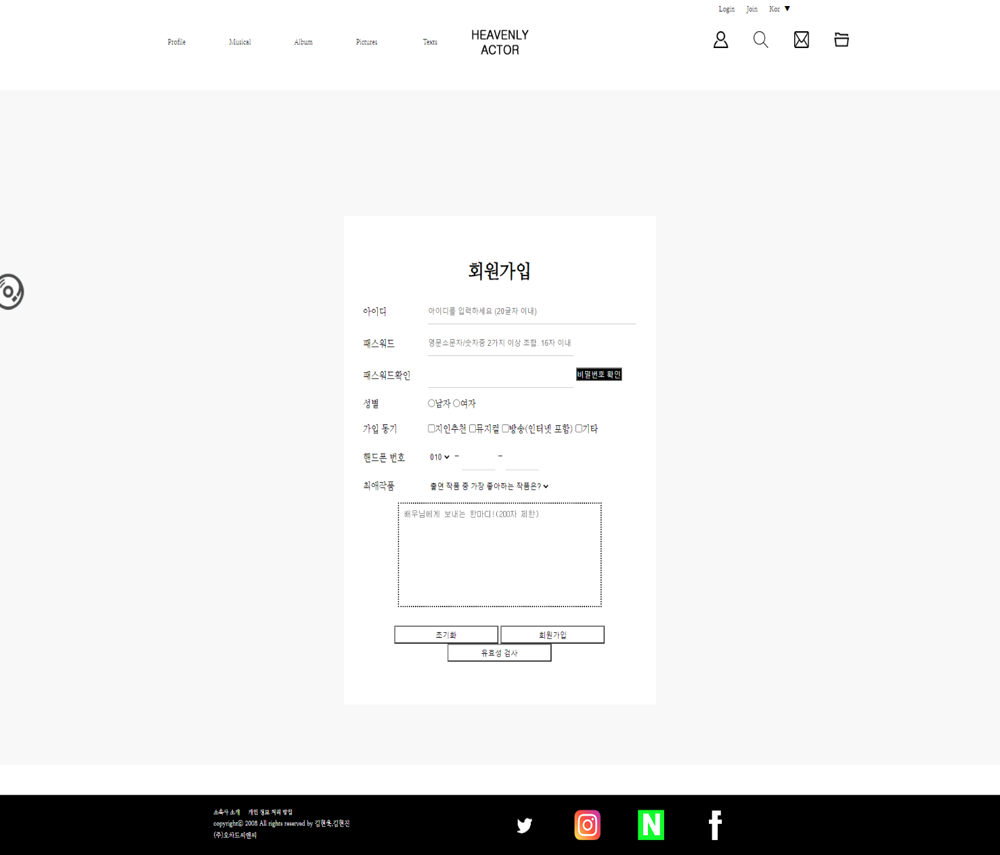 Login Join Kor ▼
Profile Musical Album Pictures Texts
HEAVENLY
ACTOR
회원가입
아이디 아이디를 입력하세요 (20글자 이내)
패스워드 영문소문자/숫자중 2가지 이상 조합. 16자 이내
패스워드확인 비밀번호 확인
성별 남자 여자
가입 동기 지인추천 뮤지컬 방송(인터넷 포함) 기타
핸드폰 번호 010 - -
최애작품 출연 작품 중 가장 좋아하는 작품은?
배우님에게 보내는 한마디!(200자 제한)
초기화 회원가입
유효성 검사
소속사 소개 개인 정보 처리 방침
copyrightⓒ 2008 All rights reserved by 김현욱,김현진
(주)오차드씨앤씨